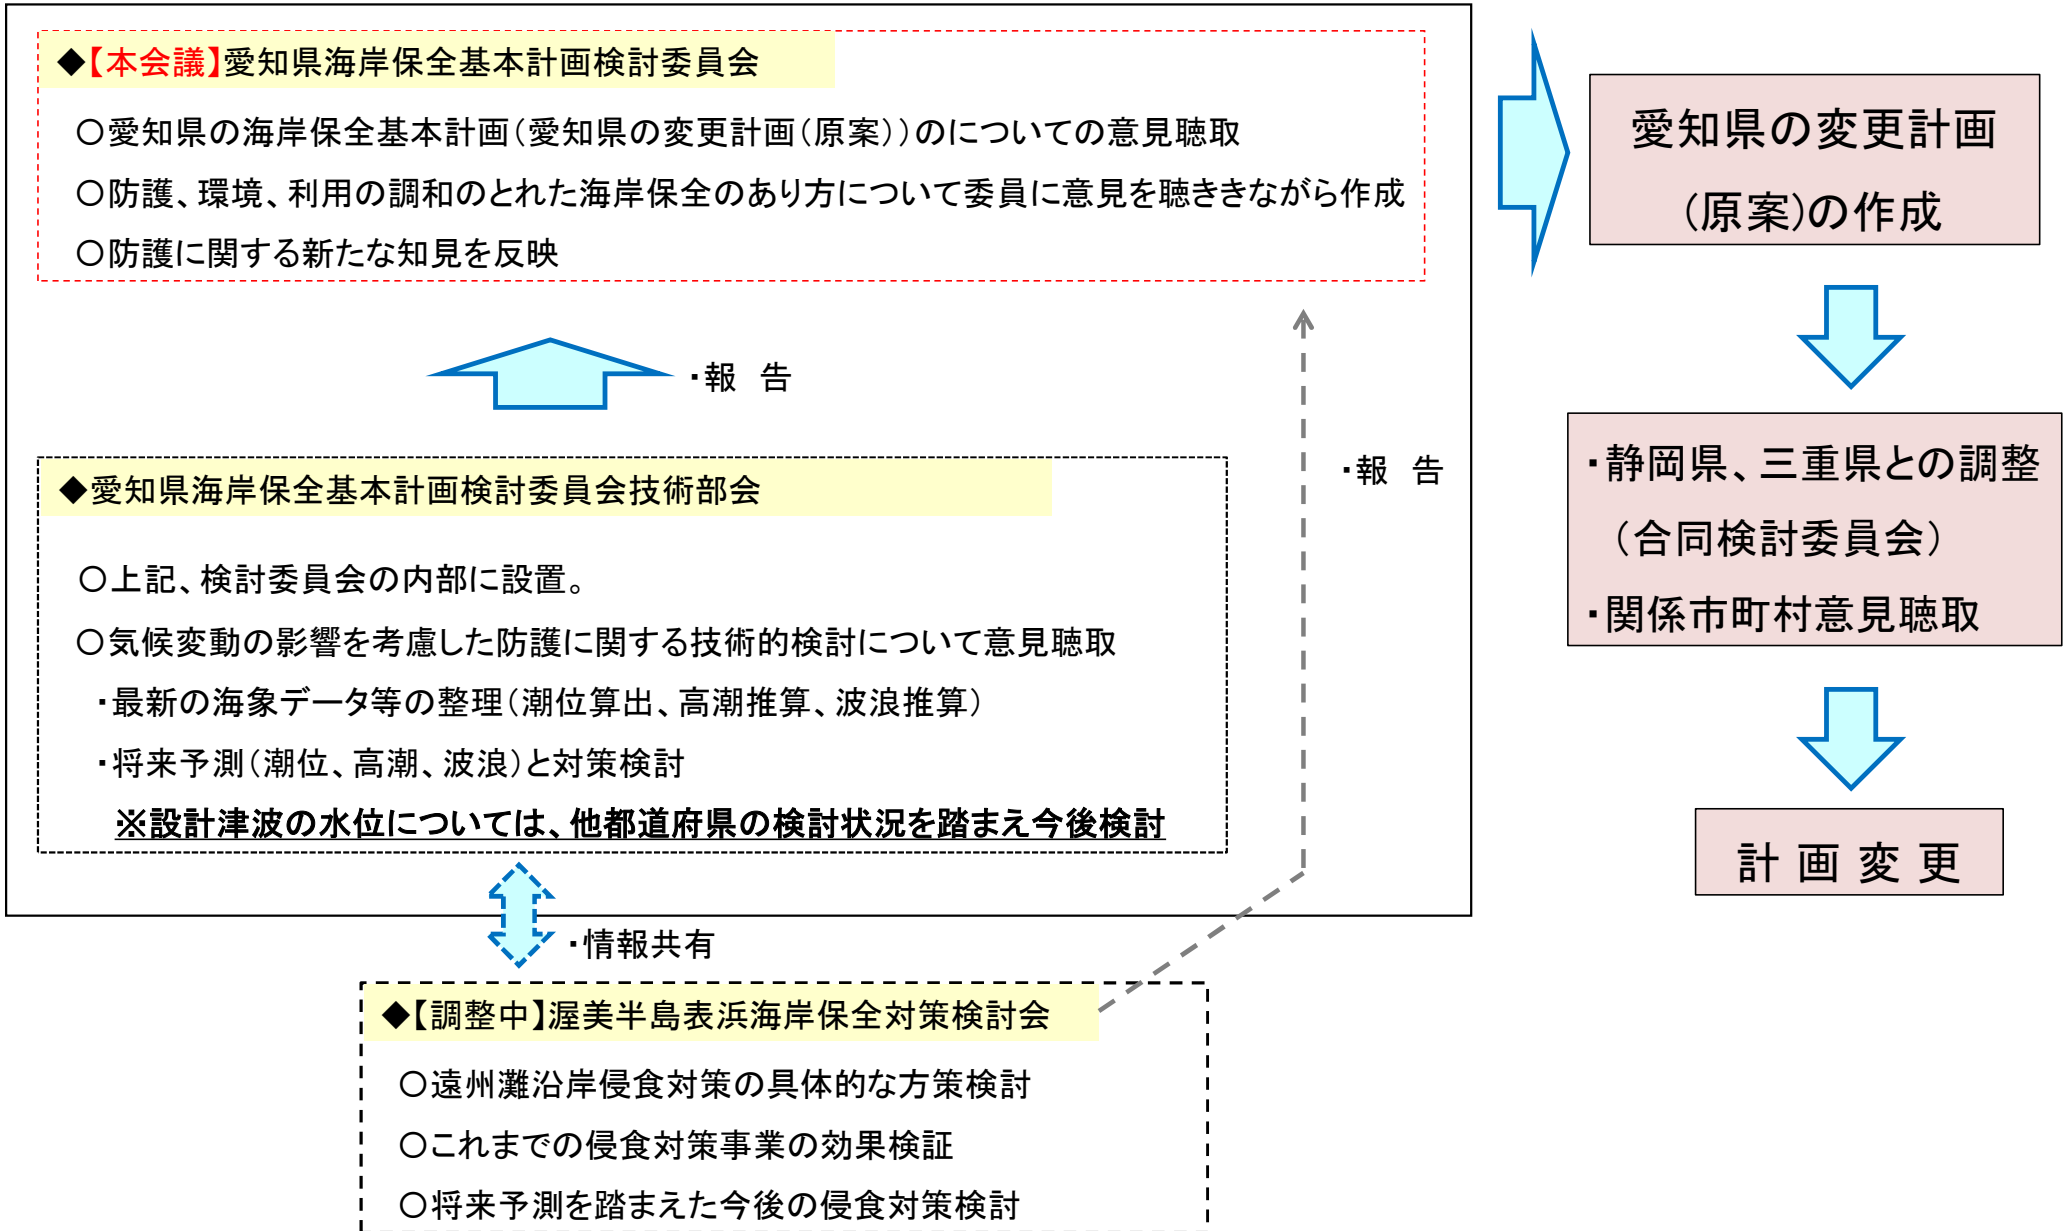 ◆【本会議】愛知県海岸保全基本計画検討委員会
○愛知県の海岸保全基本計画（愛知県の変更計画（原案））のについての意見聴取
○防護、環境、利用の調和のとれた海岸保全のあり方について委員に意見を聴ききながら作成
○防護に関する新たな知見を反映
・報　告
◆愛知県海岸保全基本計画検討委員会技術部会
○上記、検討委員会の内部に設置。
○気候変動の影響を考慮した防護に関する技術的検討について意見聴取
・最新の海象データ等の整理（潮位算出、高潮推算、波浪推算）
・将来予測（潮位、高潮、波浪）と対策検討
※設計津波の水位については、他都道府県の検討状況を踏まえ今後検討
・報　告
・情報共有
◆【調整中】渥美半島表浜海岸保全対策検討会
○遠州灘沿岸侵食対策の具体的な方策検討
○これまでの侵食対策事業の効果検証
○将来予測を踏まえた今後の侵食対策検討
愛知県の変更計画
（原案）の作成
・静岡県、三重県との調整
（合同検討委員会）
・関係市町村意見聴取
計 画 変 更